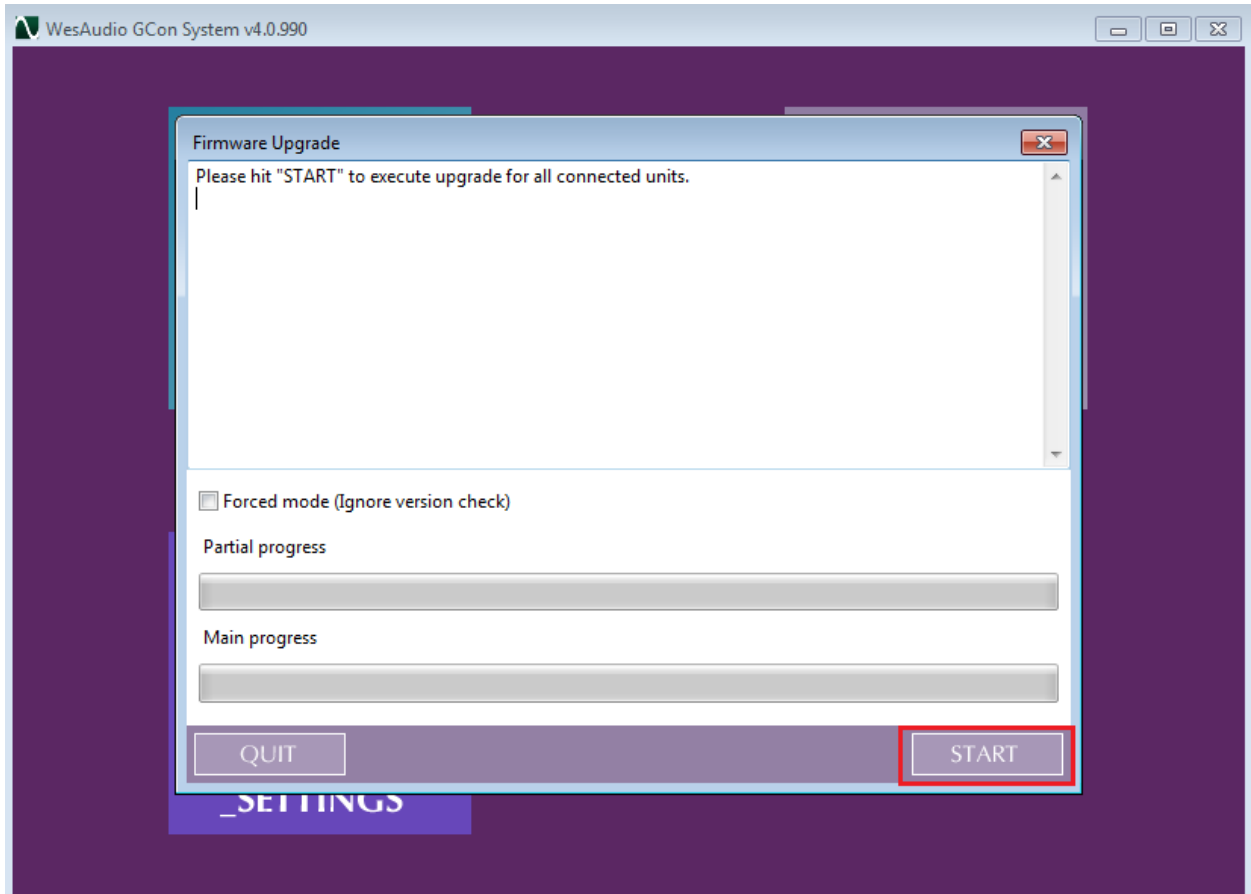 WesAudio GCon System v4.0.990
Firmware Upgrade
Please hit "START" to execute upgrade for all connected units.
Forced mode (Ignore version check)
Partial progress
Main progress
QUIT
START
_SETTINGS